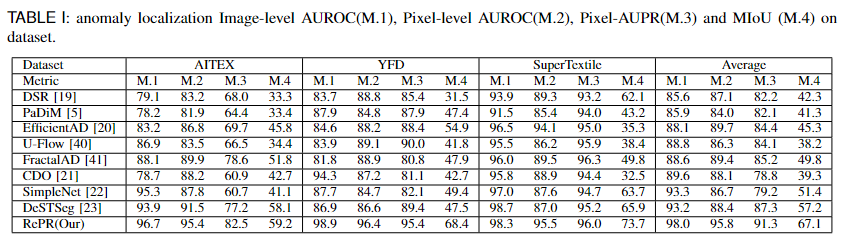 TABLE I: anomaly localization Image-level AUROC(M.1), Pixel-level AUROC(M.2), Pixel-AUPR(M.3) and MIoU (M.4) on
dataset.
Dataset AITEX YFD SuperTextile Average
Metric M.1 M.2 M.3 M.4 M.1 M.2 M.3 M.4 M.1 M.2 M.3 M.4 M.1 M.2 M.3 M.4
DSR [19] 79.1 83.2 68.0 33.3 83.7 88.8 85.4 31.5 93.9 89.3 93.2 62.1 85.6 87.1 82.2 42.3
PaDiM [5] 78.2 81.9 64.4 33.4 87.9 84.8 87.9 47.4 91.5 85.4 94.0 43.2 85.9 84.0 82.1 41.3
EfficientAD [20] 83.2 86.8 69.7 45.8 84.6 88.2 88.4 54.9 96.5 94.1 95.0 35.3 88.1 89.7 84.4 45.3
U-Flow [40] 86.9 83.5 66.5 34.4 83.9 89.1 90.0 41.8 95.5 86.2 95.9 38.4 88.8 86.3 84.1 38.2
FractalAD [41] 88.1 89.9 78.6 51.8 81.8 88.9 80.8 47.9 96.0 89.5 96.3 49.8 88.6 89.4 85.2 49.8
CDO [21] 78.7 88.2 60.9 42.7 94.3 87.2 81.1 42.7 95.8 88.9 94.4 32.5 89.6 88.1 78.8 39.3
SimpleNet [22] 95.3 87.8 60.7 41.1 87.7 84.7 82.1 49.4 97.0 87.6 94.7 63.7 93.3 86.7 79.2 51.4
DeSTSeg [23] 93.9 91.5 77.2 58.1 86.9 86.6 89.4 47.5 98.7 87.0 95.2 65.9 93.2 88.4 87.3 57.2
RePR(Our) 96.7 95.4 82.5 59.2 98.9 96.4 95.4 68.4 98.3 95.5 96.0 73.7 98.0 95.8 91.3 67.1